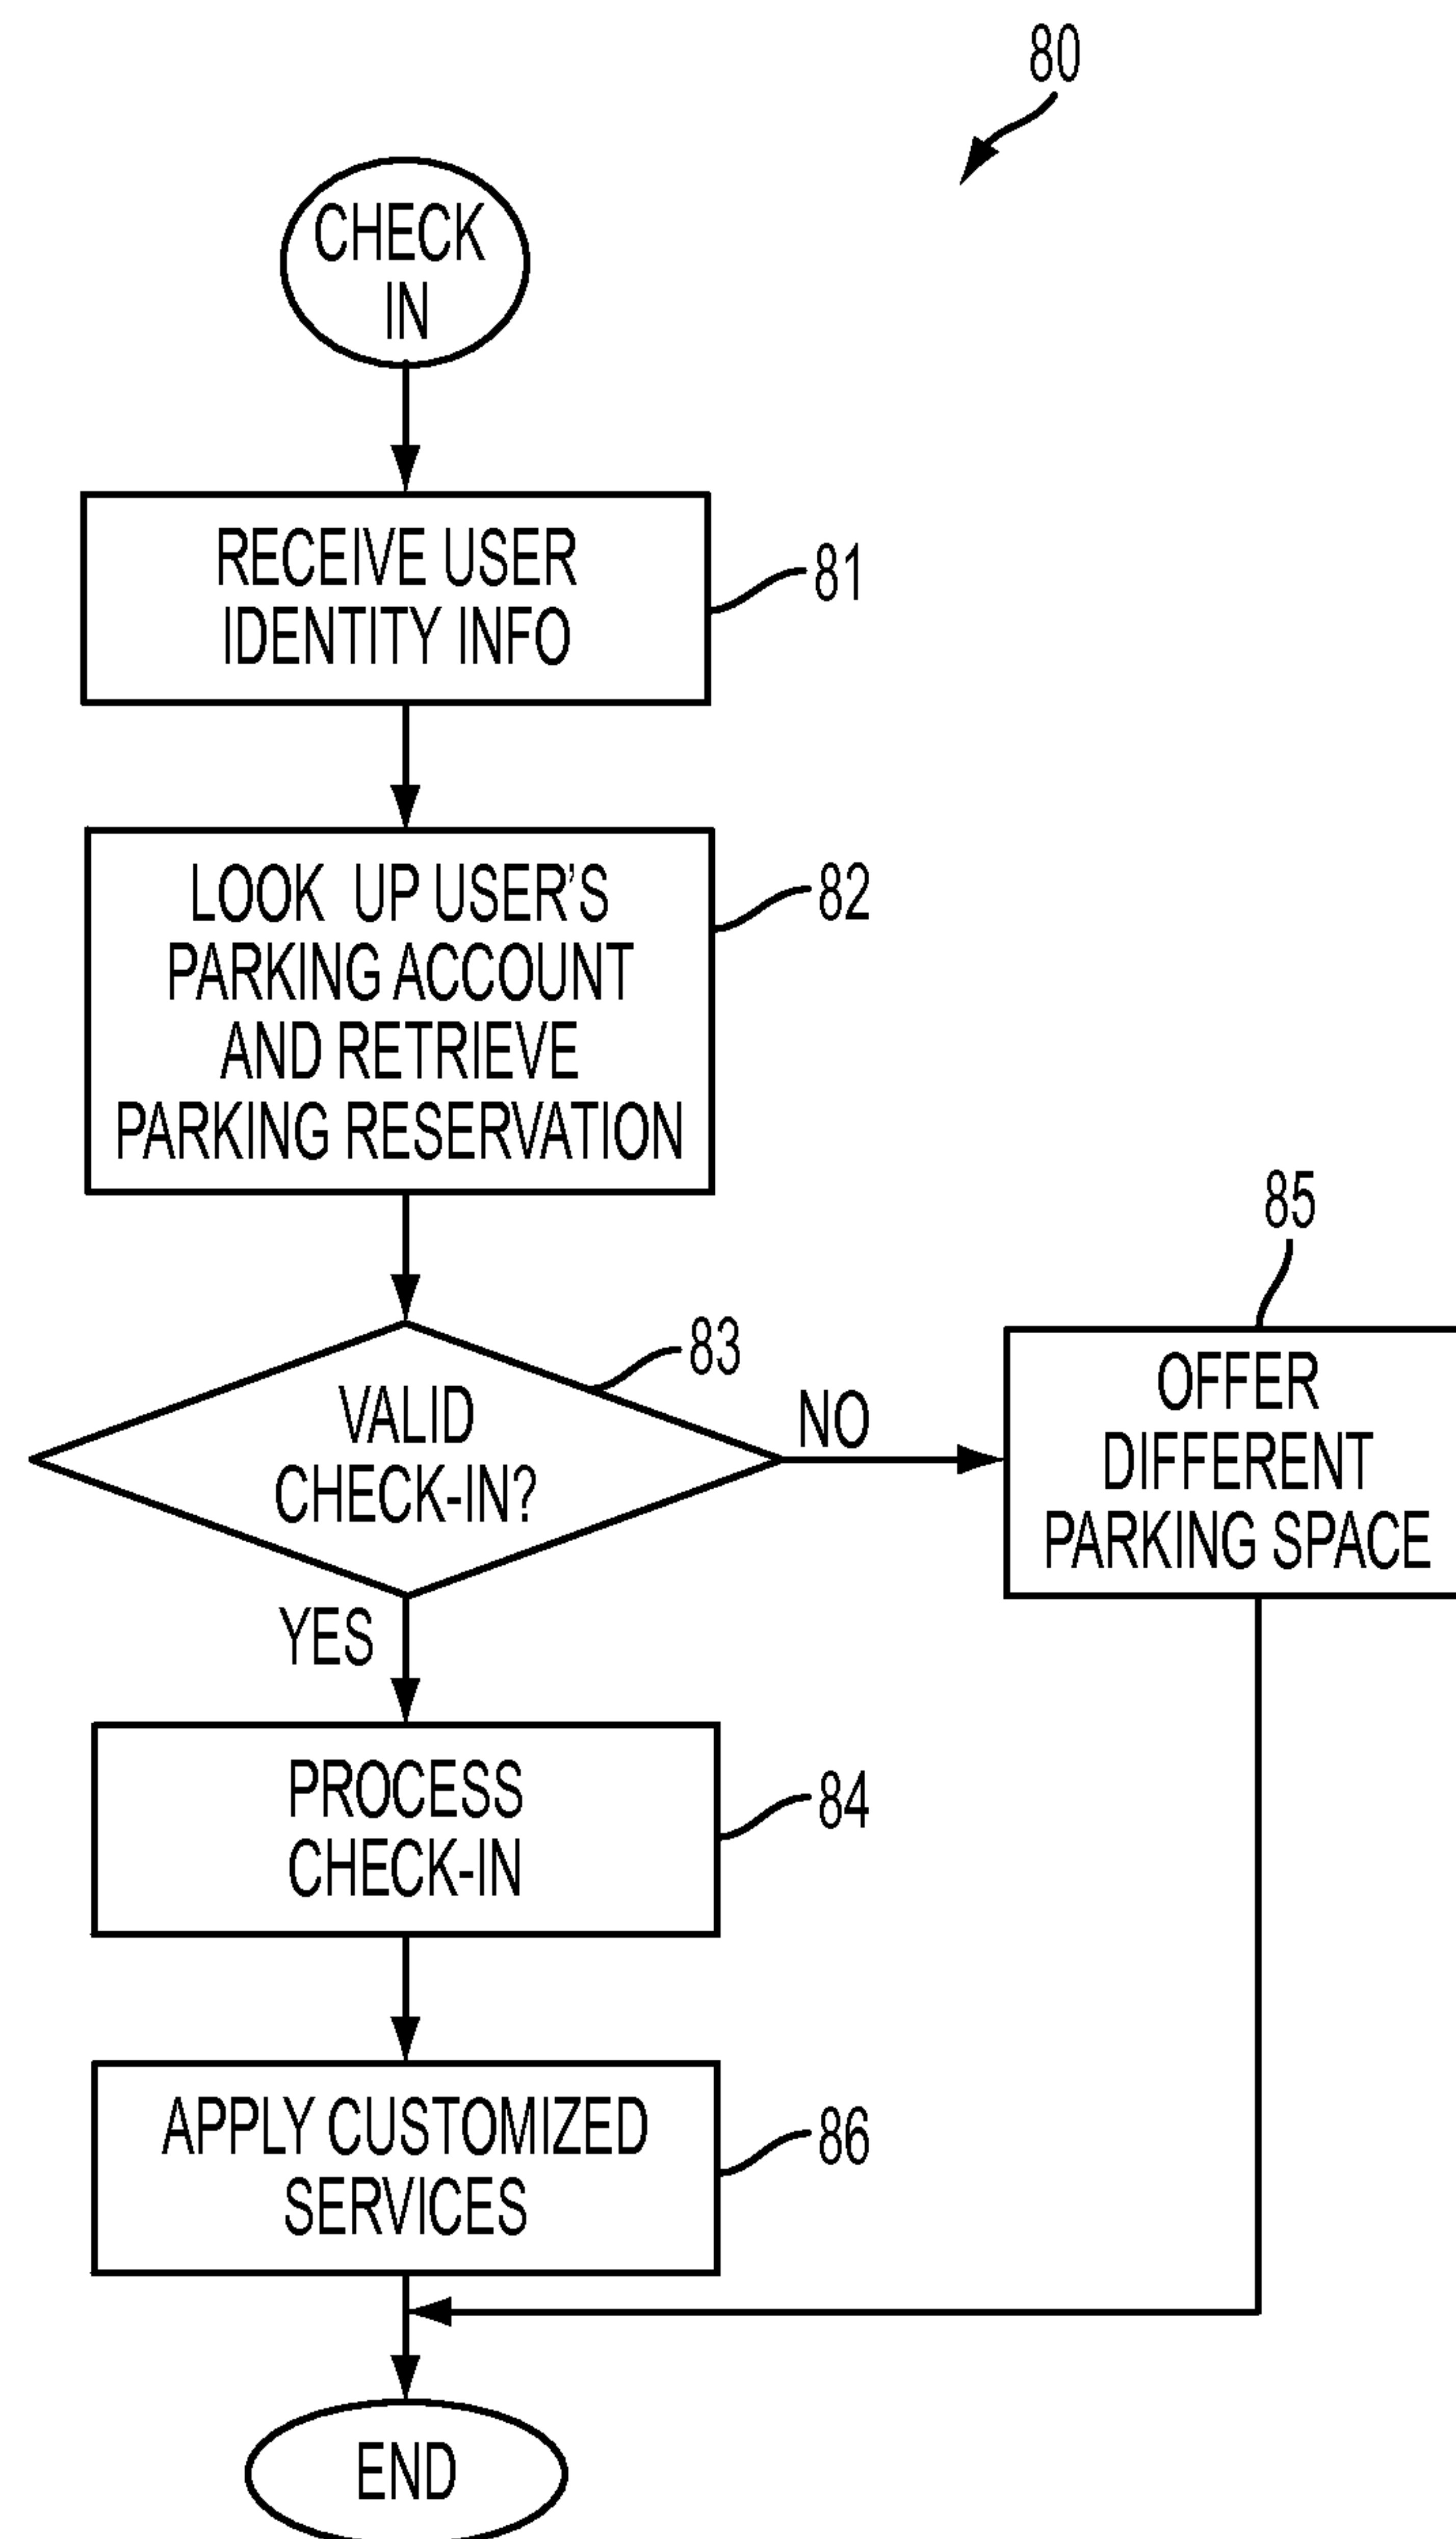 80
CHECK
IN
RECEIVE USER
IDENTITY INFO
81
LOOK UP USER'S
PARKING ACCOUNT
AND RETRIEVE
PARKING RESERVATION
82
85
83
VALID
CHECK-IN?
NO
OFFER
DIFFERENT
PARKING SPACE
YES
PROCESS
CHECK-IN
84
APPLY CUSTOMIZED
SERVICES
86
END